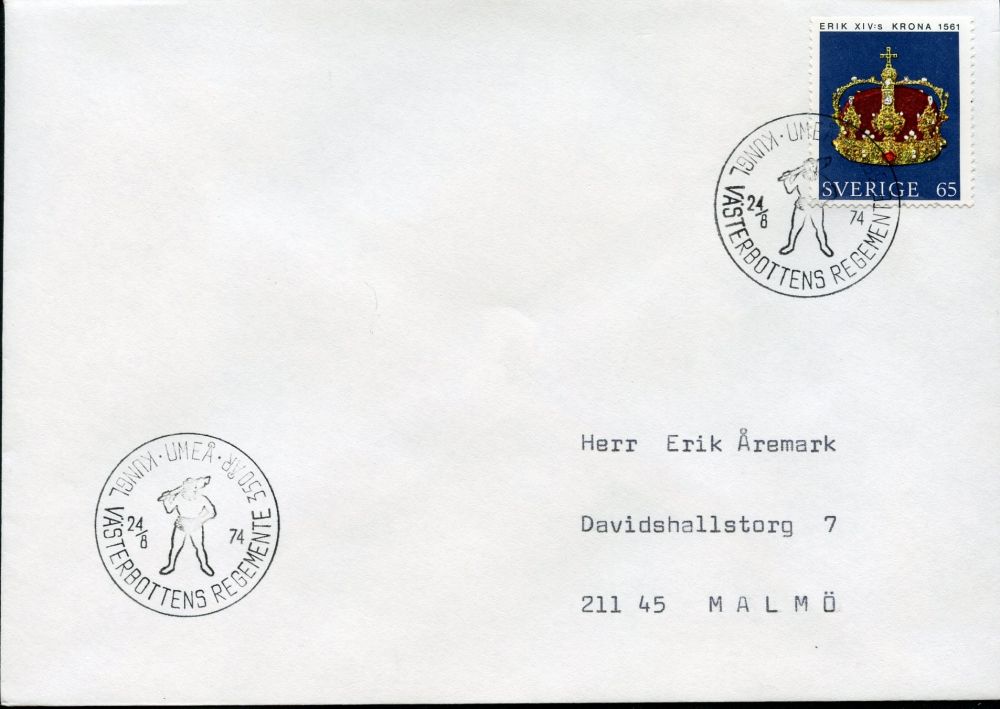 ERIK XIV:s KRONA 1561
SVERIGE 65
UMEÅ
KUNGL VÄSTERBOTTENS REGEMENTE
24/8 74
Herr Erik Åremark
Davidshallstorg 7
211 45 MALMÖ
UMEÅ
KUNGL VÄSTERBOTTENS REGEMENTE 350 ÅR
24/8 74